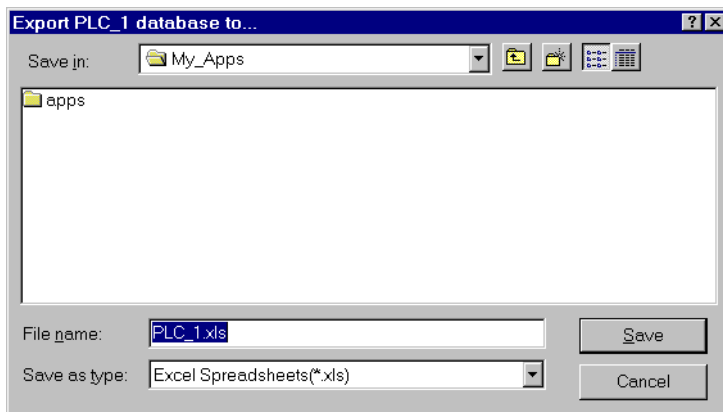 Export PLC_1 database to...
Save in: My_Apps
apps
File name: PLC_1.xls Save
Save as type: Excel Spreadsheets(*.xls) Cancel